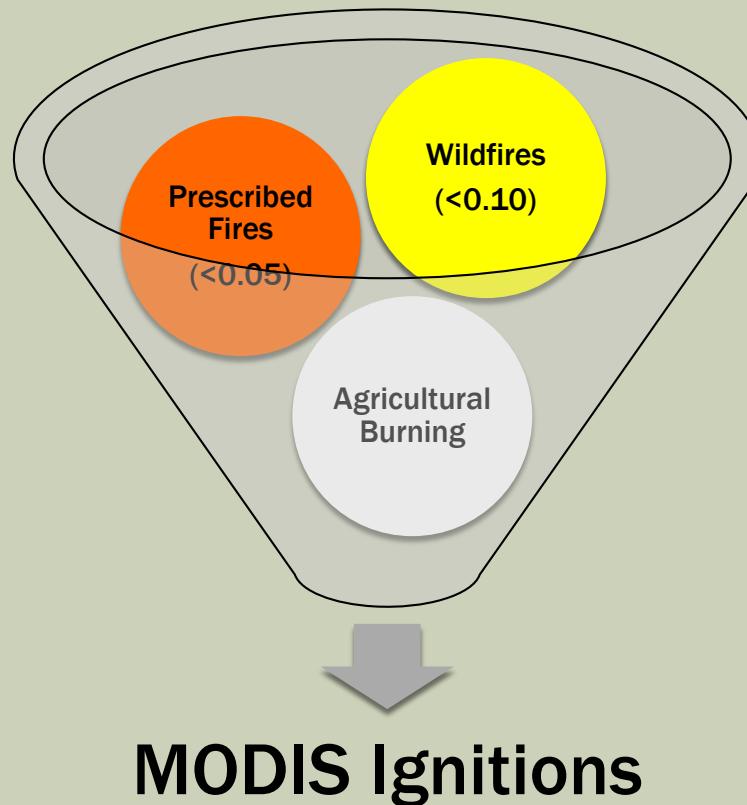 Wildfires
(<0.10)
Prescribed
Fires
(<0.05)
Agricultural
Burning
MODIS Ignitions